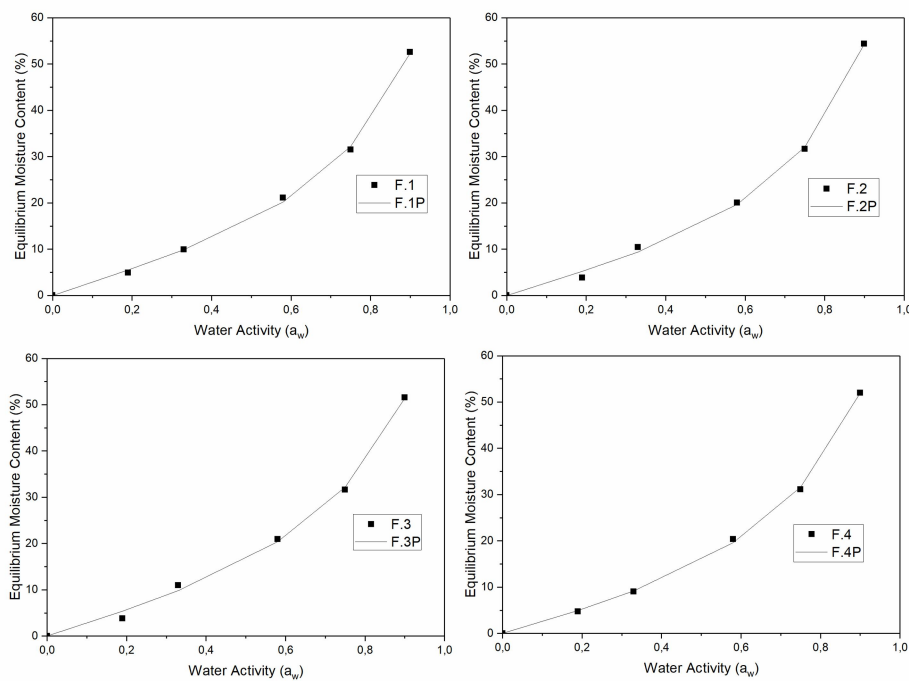 60
50
40
30
20
10
0
Equilibrium Moisture Content (%)
F.1
F.1P
0,0 0,2 0,4 0,6 0,8 1,0
Water Activity (aw)
60
50
40
30
20
10
0
Equilibrium Moisture Content (%)
F.2
F.2P
0,0 0,2 0,4 0,6 0,8 1,0
Water Activity (aw)
60
50
40
30
20
10
0
Equilibrium Moisture Content (%)
F.3
F.3P
0,0 0,2 0,4 0,6 0,8 1,0
Water Activity (aw)
60
50
40
30
20
10
0
Equilibrium Moisture Content (%)
F.4
F.4P
0,0 0,2 0,4 0,6 0,8 1,0
Water Activity (aw)